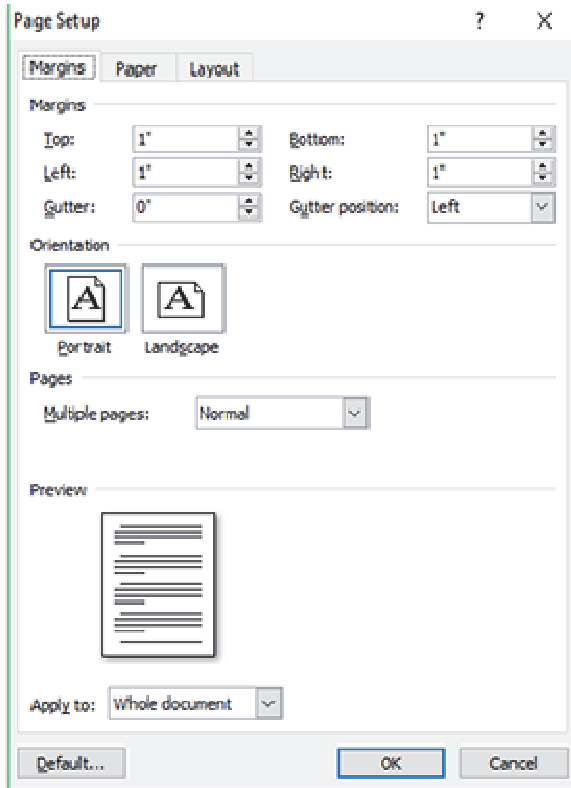 Page Setup ? X
Margins Paper Layout
Margins
Top: 1" Bottom: 1"
Left: 1" Right: 1"
Gutter: 0" Gutter position: Left
Orientation
A A
Portrait Landscape
Pages
Multiple pages: Normal
Preview
Apply to: Whole document
Default... OK Cancel